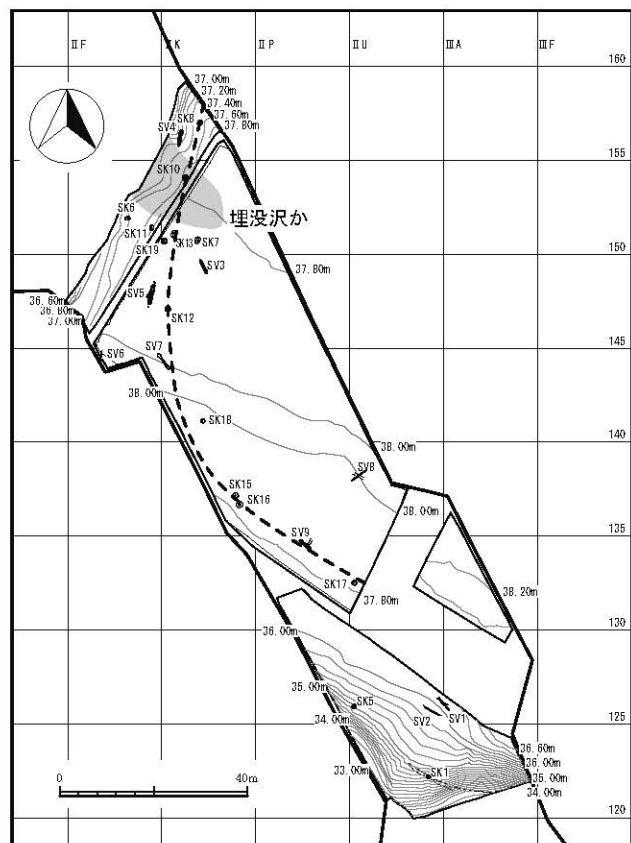 ⅡF ⅡK ⅡP ⅡU ⅢA ⅢF
160
37.00m
37.20m
37.40m
37.60m
37.80m
SK8
SV4
155
SK10
SK6
埋没沢か
SK11
SK13
SK7
SK19
150
SV3
37.80m
36.60m
36.80m
37.00m
SV5
SK12
SV6
SV7
145
38.00m
SK18
38.00m
140
SV8
SK15
SK16
38.00m
SV9
135
SK17
37.80m
38.20m
36.00m
130
35.00m
SK5
34.00m
SV2
SV1
125
33.00m
36.60m
36.00m
35.00m
34.00m
SK1
0 40m
120